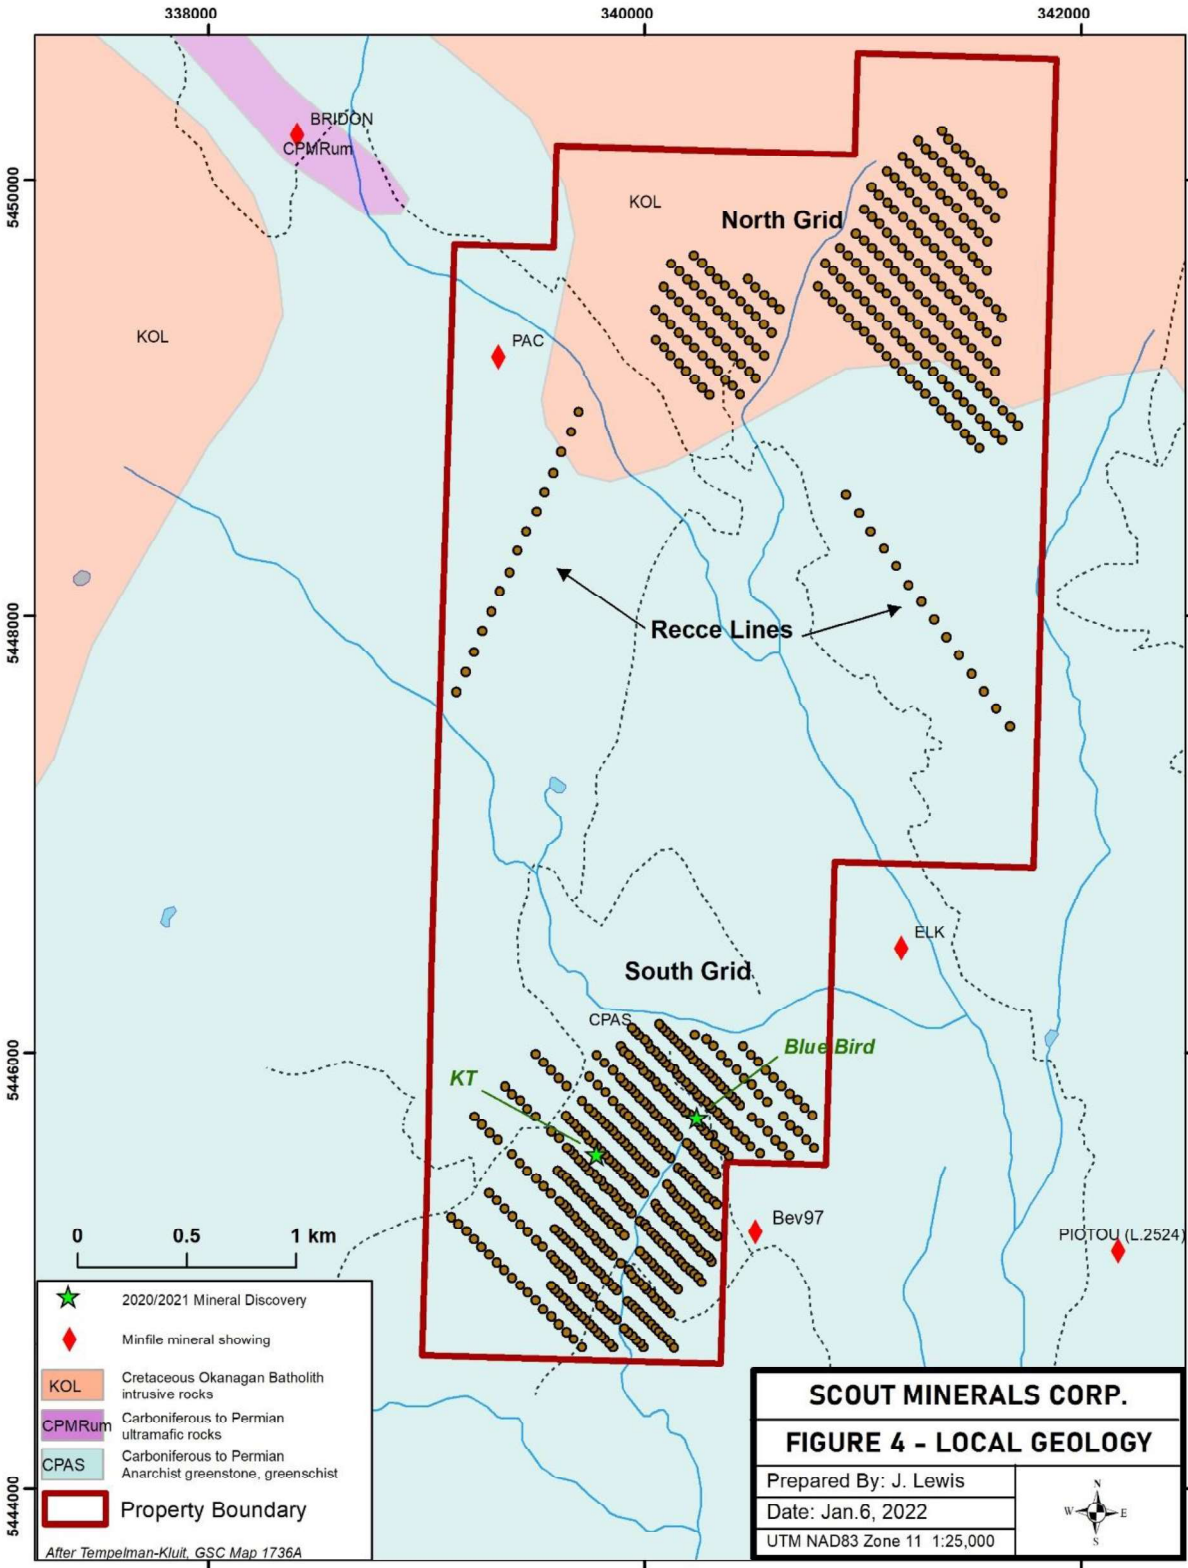 338000
340000
342000
BRIDON
CPMRum
5450000
KOL
North Grid
KOL
PAC
5448000
Recce Lines
ELK
South Grid
CPAS
Blue Bird
5446000
KT
Bev97
PIOTOU (L.2524)
0 0.5 1 km
2020/2021 Mineral Discovery
Minfile mineral showing
KOL
Cretaceous Okanagan Batholith
intrusive rocks
CPMRum
Carboniferous to Permian
ultramafic rocks
CPAS
Carboniferous to Permian
Anarchist greenstone, greenschist
Property Boundary
After Tempelman-Kluit, GSC Map 1736A
5444000
SCOUT MINERALS CORP.
FIGURE 4 - LOCAL GEOLOGY
Prepared By: J. Lewis
Date: Jan.6, 2022
UTM NAD83 Zone 11 1:25,000
N
W E
S